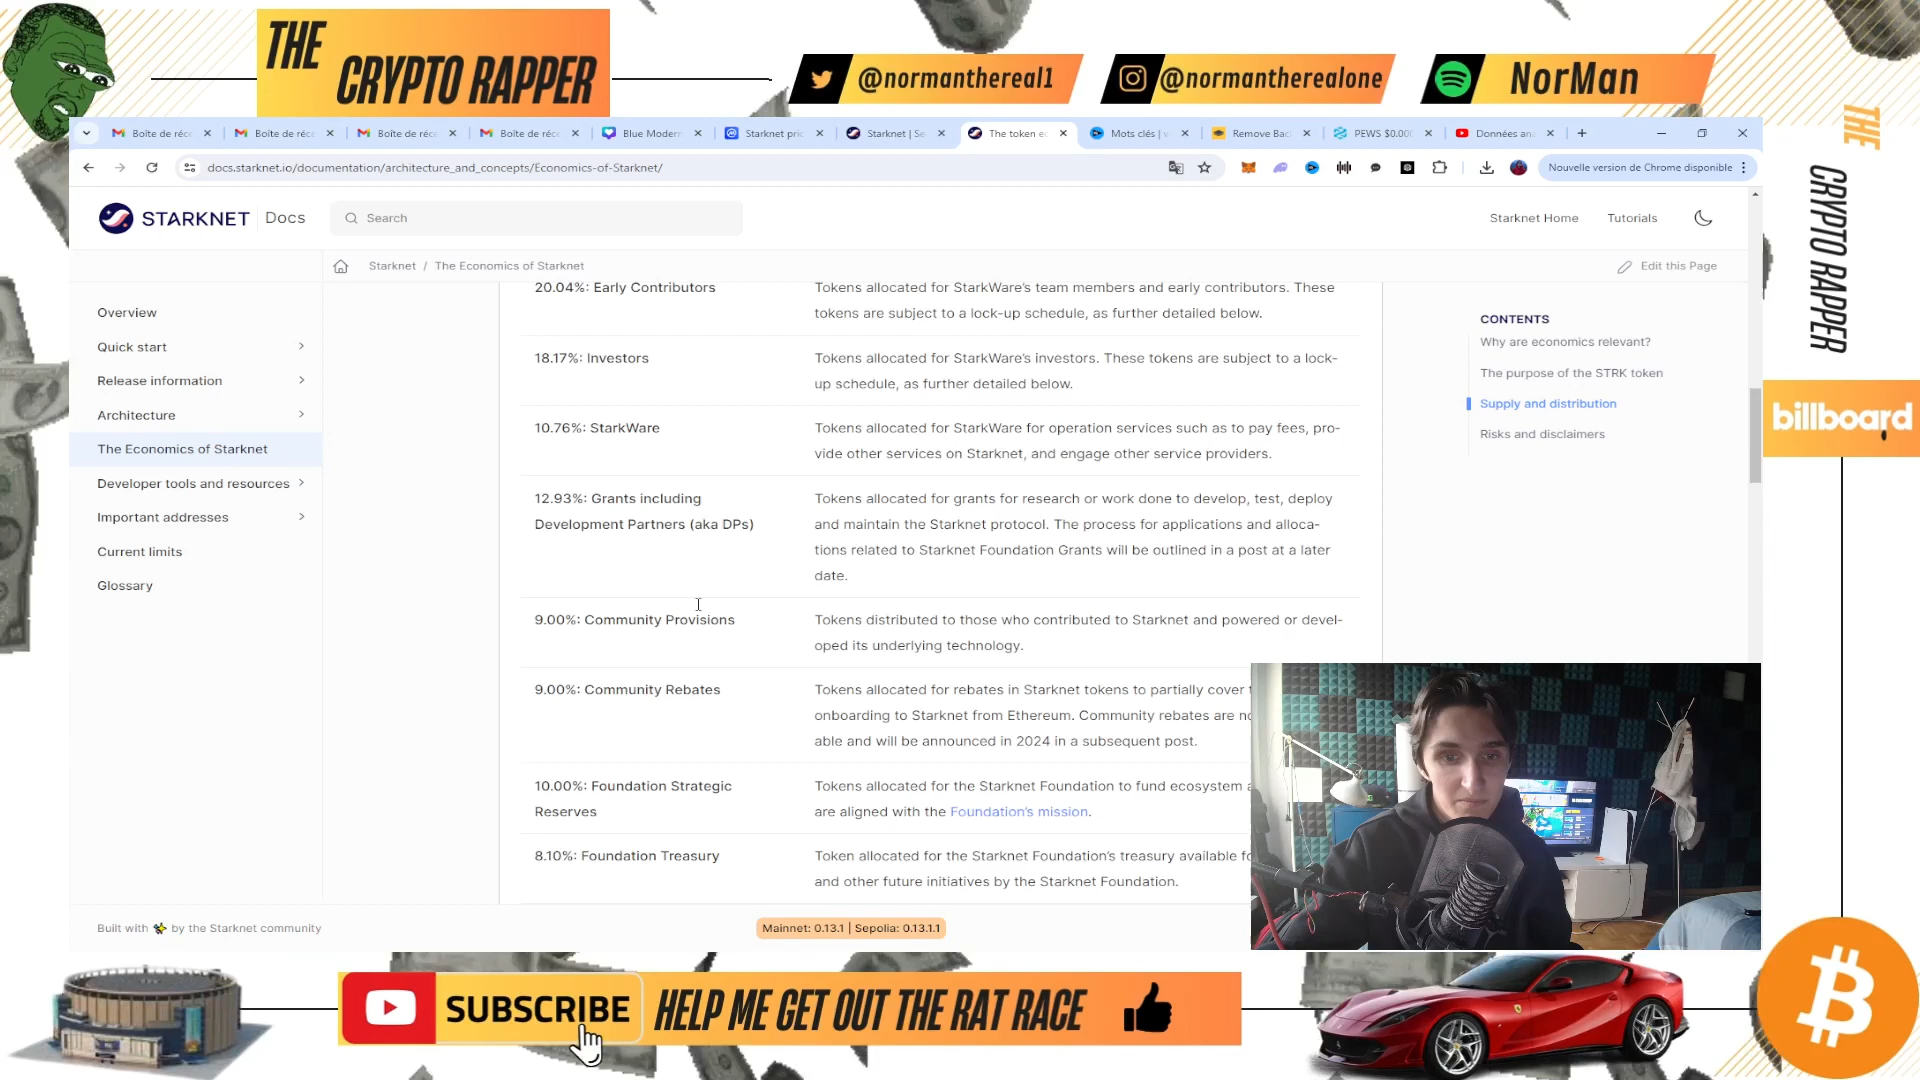 THE
CRYPTO RAPPER
@normanthereal1
@normantherealone
NorMan
Boîte de réce
Boîte de réce
Boîte de réce
Boîte de réce
Blue Modern
Starknet pric
Starknet | Se
The token ec
Mots clés | v
Remove Bac
PEWS $0.000
Données ana
docs.starknet.io/documentation/architecture_and_concepts/Economics-of-Starknet/
Nouvelle version de Chrome disponible
STARKNET Docs
Search
Starknet Home
Tutorials
Starknet / The Economics of Starknet
Edit this Page
Overview
Quick start
Release information
Architecture
The Economics of Starknet
Developer tools and resources
Important addresses
Current limits
Glossary
20.04%: Early Contributors
Tokens allocated for StarkWare's team members and early contributors. These
tokens are subject to a lock-up schedule, as further detailed below.
18.17%: Investors
Tokens allocated for StarkWare's investors. These tokens are subject to a lock-
up schedule, as further detailed below.
10.76%: StarkWare
Tokens allocated for StarkWare for operation services such as to pay fees, pro-
vide other services on Starknet, and engage other service providers.
12.93%: Grants including
Development Partners (aka DPs)
Tokens allocated for grants for research or work done to develop, test, deploy
and maintain the Starknet protocol. The process for applications and alloca-
tions related to Starknet Foundation Grants will be outlined in a post at a later
date.
9.00%: Community Provisions
Tokens distributed to those who contributed to Starknet and powered or devel-
oped its underlying technology.
9.00%: Community Rebates
Tokens allocated for rebates in Starknet tokens to partially cover
onboarding to Starknet from Ethereum. Community rebates are no
able and will be announced in 2024 in a subsequent post.
10.00%: Foundation Strategic
Reserves
Tokens allocated for the Starknet Foundation to fund ecosystem a
are aligned with the Foundation's mission.
8.10%: Foundation Treasury
Token allocated for the Starknet Foundation's treasury available fo
and other future initiatives by the Starknet Foundation.
CONTENTS
Why are economics relevant?
The purpose of the STRK token
Supply and distribution
Risks and disclaimers
Built with by the Starknet community
Mainnet: 0.13.1 | Sepolia: 0.13.1.1
THE
CRYPTO RAPPER
billboard
SUBSCRIBE
HELP ME GET OUT THE RAT RACE